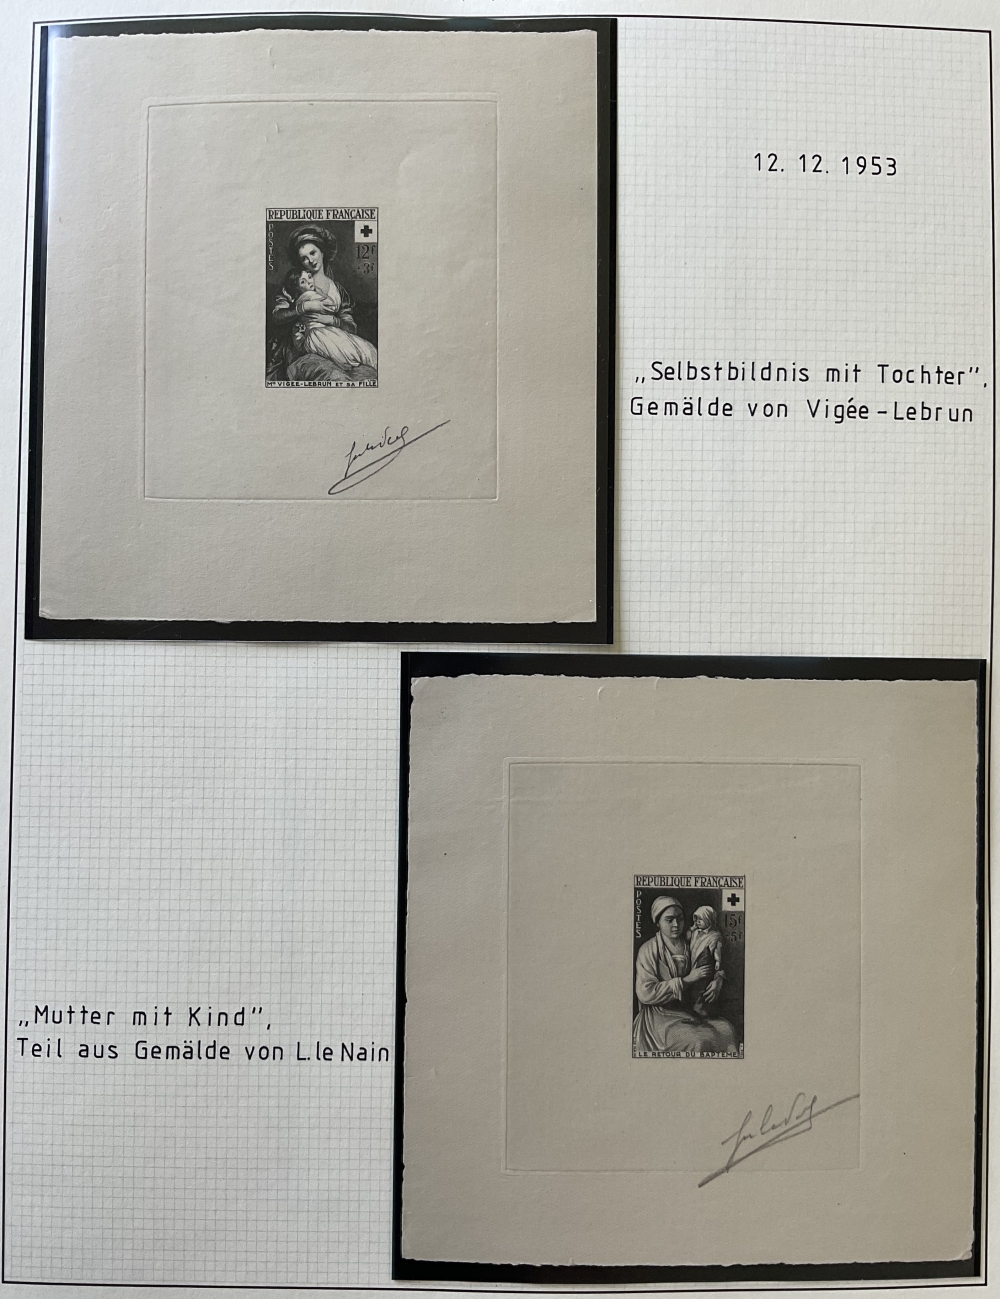 REPUBLIQUE FRANÇAISE
POSTES
12F
+3F
Mᵉ VIGEE-LEBRUN ET SA FILLE
12. 12. 1953
„Selbstbildnis mit Tochter“,
Gemälde von Vigée-Lebrun
REPUBLIQUE FRANÇAISE
POSTES
15F
+5F
LE RETOUR DU BAPTEME
„Mutter mit Kind“,
Teil aus Gemälde von L. le Nain